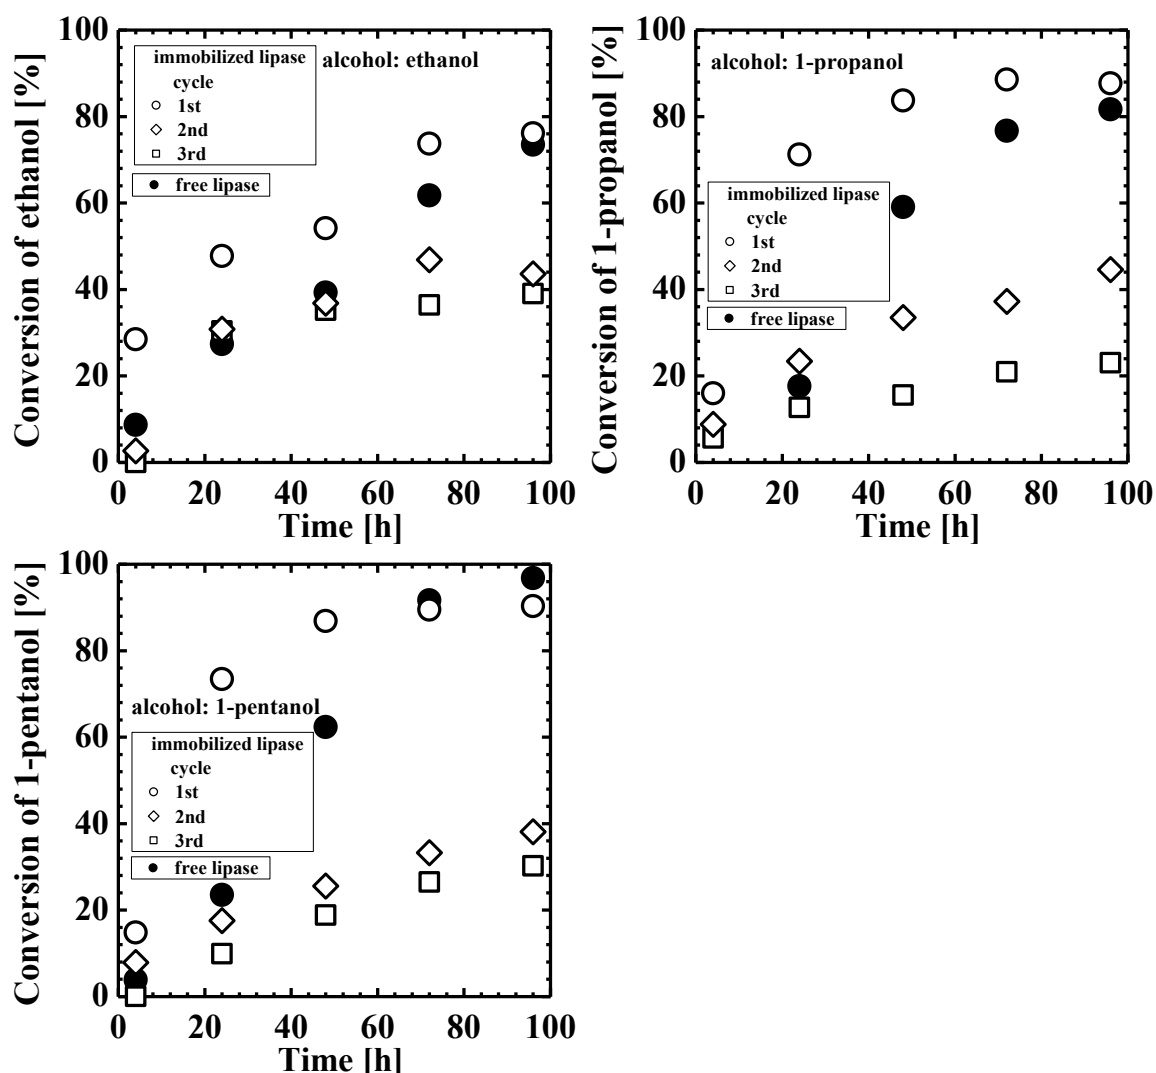 Conversion of ethanol [%]
100
80
60
40
20
0
immobilized lipase
cycle
1st
2nd
3rd
free lipase
alcohol: ethanol
0 20 40 60 80 100
Time [h]
Conversion of 1-propanol [%]
100
80
60
40
20
0
alcohol: 1-propanol
immobilized lipase
cycle
1st
2nd
3rd
free lipase
0 20 40 60 80 100
Time [h]
Conversion of 1-pentanol [%]
100
80
60
40
20
0
alcohol: 1-pentanol
immobilized lipase
cycle
1st
2nd
3rd
free lipase
0 20 40 60 80 100
Time [h]